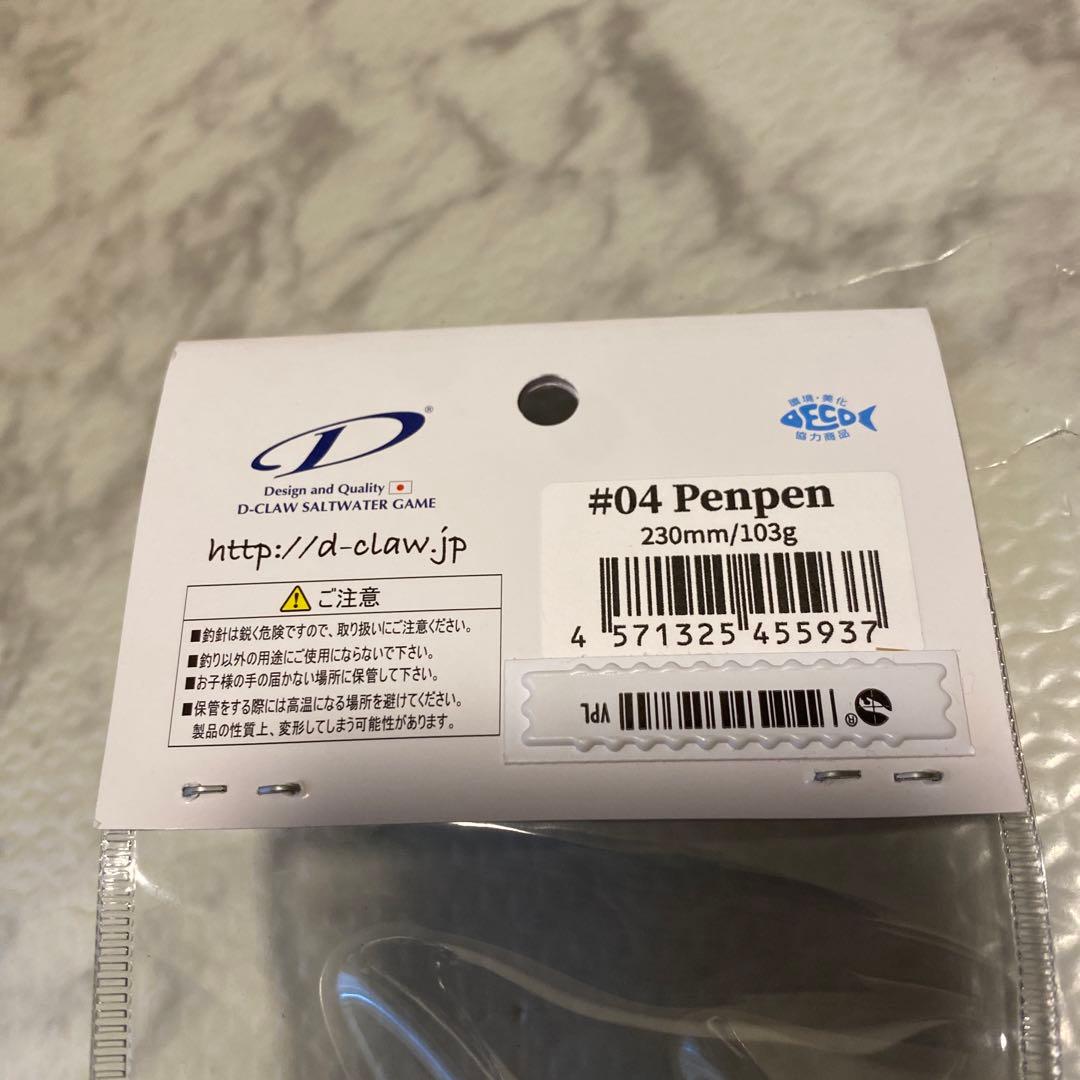 D®
Design and Quality
D-CLAW SALTWATER GAME
http://d-claw.jp
ご注意
■釣針は鋭く危険ですので、取り扱いにご注意ください。
■釣り以外の用途にご使用にならないで下さい。
■お子様の手の届かない場所に保管して下さい。
■保管をする際には高温になる場所を避けてください。
製品の性質上、変形してしまう可能性があります。
環境・美化
ECO
協力商品
#04 Penpen
230mm/103g
4 571325 455937
VPL
®